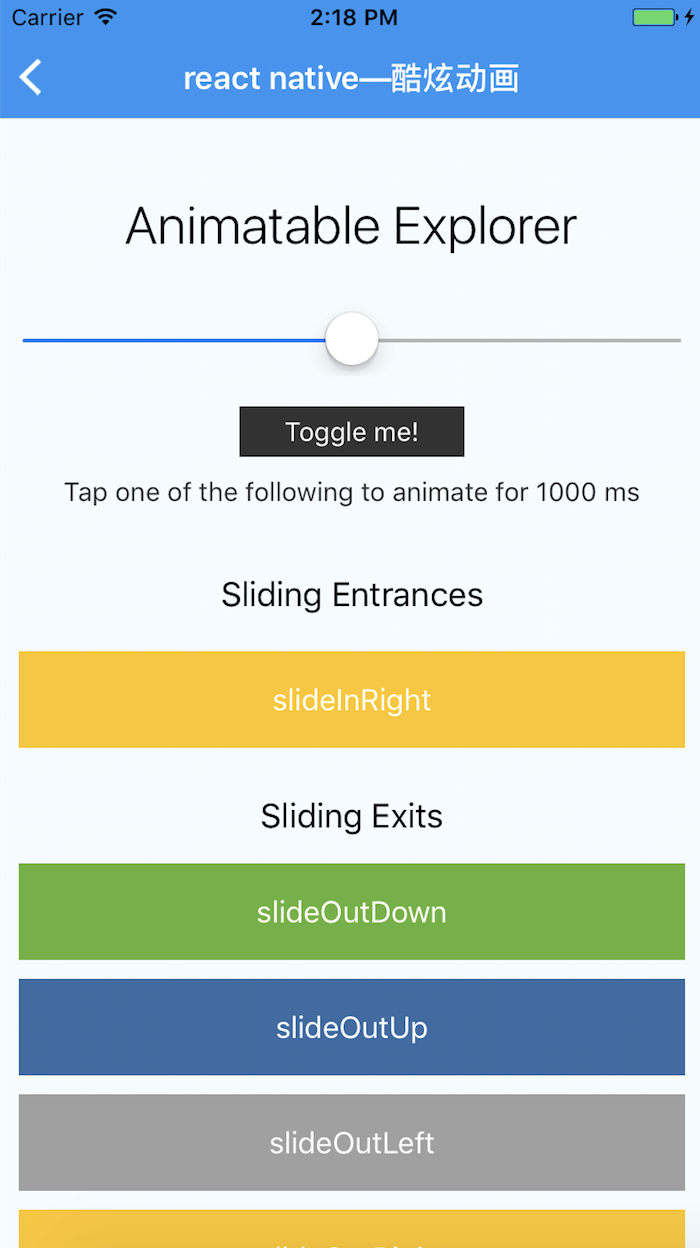 Carrier 2:18 PM
react native—酷炫动画
Animatable Explorer
Toggle me!
Tap one of the following to animate for 1000 ms
Sliding Entrances
slideInRight
Sliding Exits
slideOutDown
slideOutUp
slideOutLeft